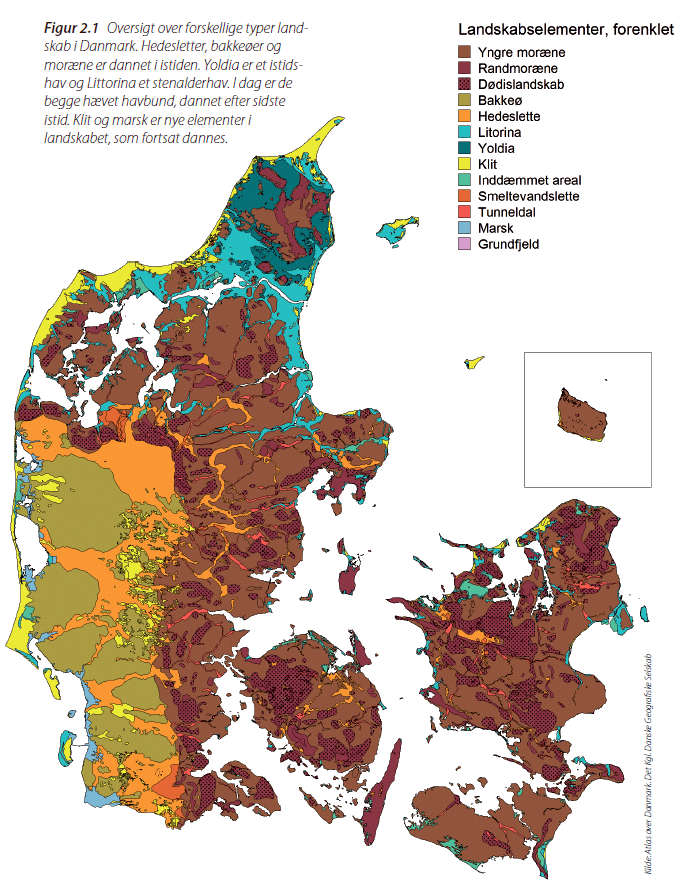 Figur 2.1 Oversigt over forskellige typer land-
skab i Danmark. Hedesletter, bakkeøer og
moræne er dannet i istiden. Yoldia er et istids-
hav og Littorina et stenalderhav. I dag er de
begge hævet havbund, dannet efter sidste
istid. Klit og marsk er nye elementer i
landskabet, som fortsat dannes.
Landskabselementer, forenklet
Yngre moræne
Randmoræne
Dødislandskab
Bakkeø
Hedeslette
Litorina
Yoldia
Klit
Inddæmmet areal
Smeltevandslette
Tunneldal
Marsk
Grundfjeld
Kilde: Atlas over Danmark. Det Kgl. Danske Geografiske Selskab